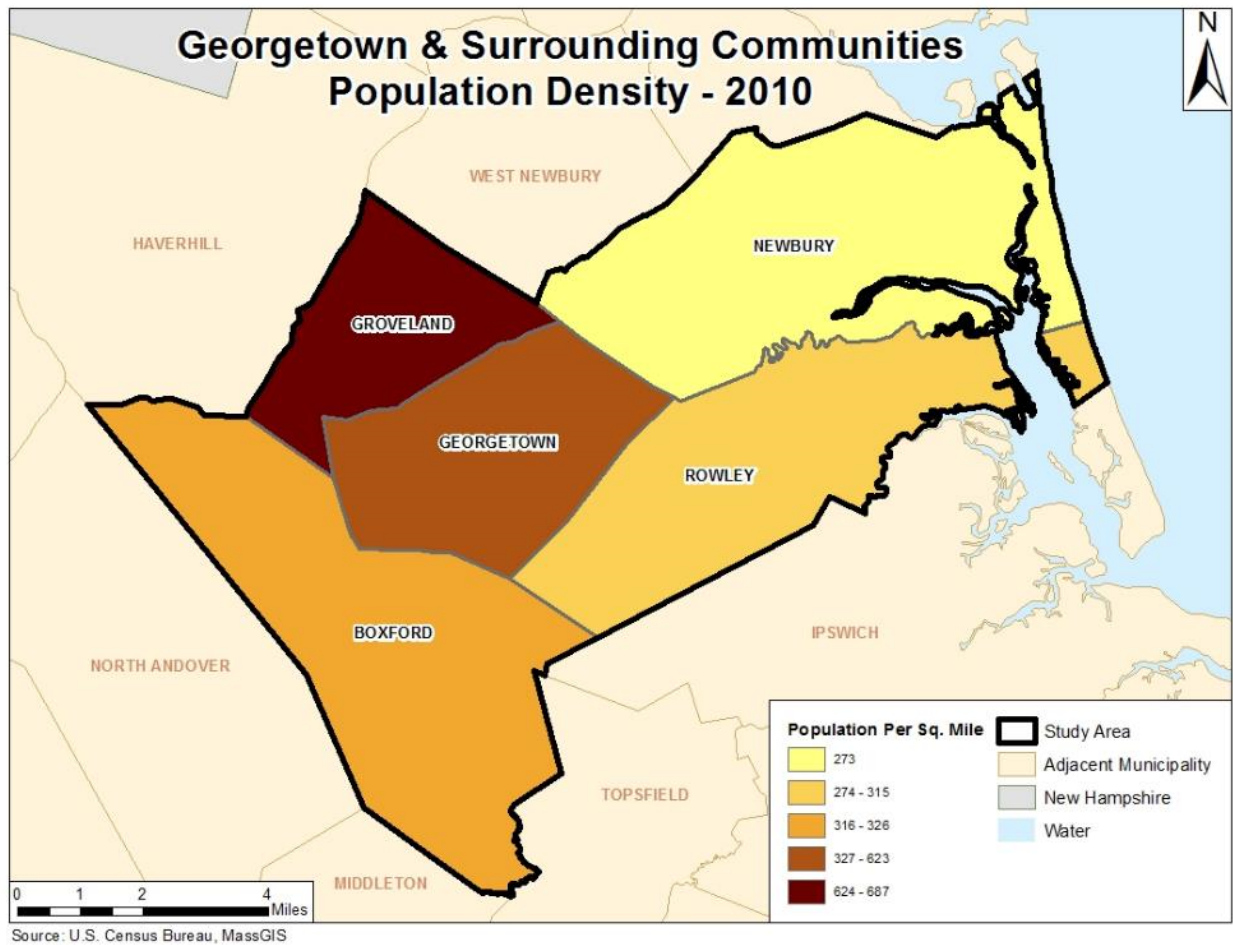 Georgetown & Surrounding Communities
Population Density - 2010
N
WEST NEWBURY
HAVERHILL
NEWBURY
GROVELAND
GEORGETOWN
ROWLEY
BOXFORD
IPSWICH
NORTH ANDOVER
TOPSFIELD
MIDDLETON
Population Per Sq. Mile
273
274 - 315
316 - 326
327 - 623
624 - 687
Study Area
Adjacent Municipality
New Hampshire
Water
0 1 2 4
Miles
Source: U.S. Census Bureau, MassGIS